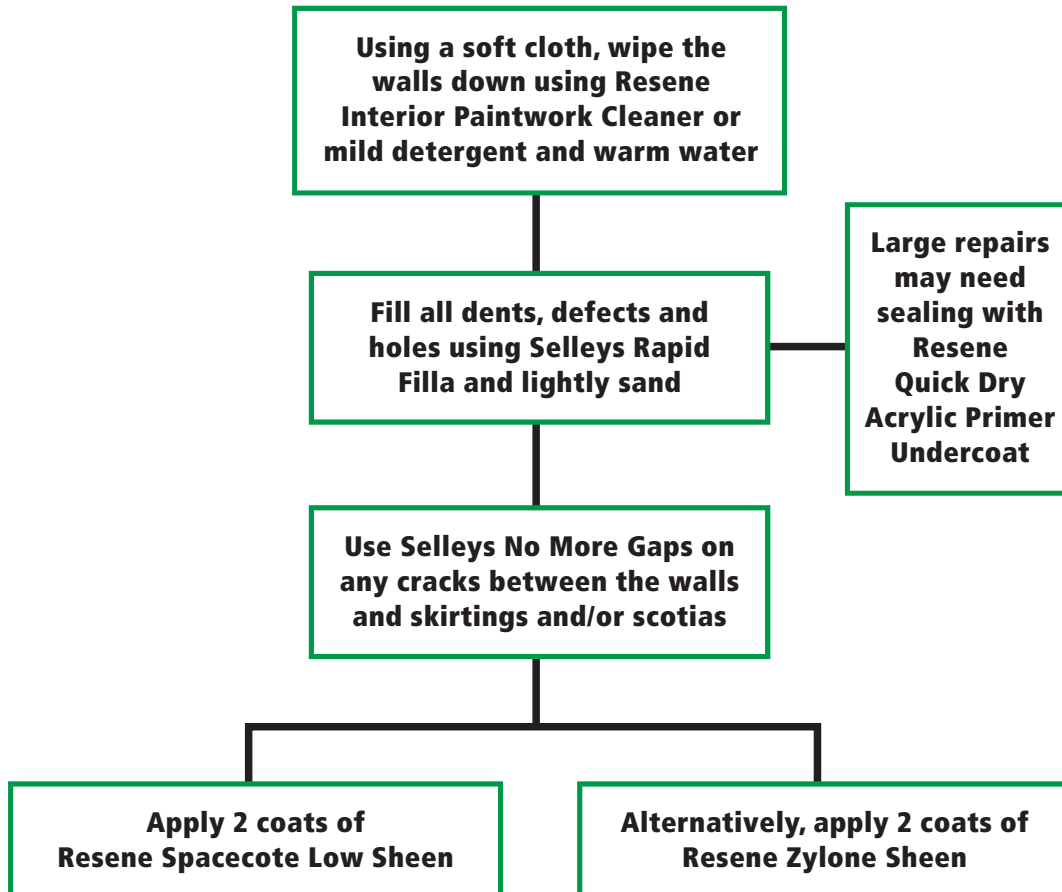 Using a soft cloth, wipe the
walls down using Resene
Interior Paintwork Cleaner or
mild detergent and warm water
Fill all dents, defects and
holes using Selleys Rapid
Filla and lightly sand
Large repairs
may need
sealing with
Resene
Quick Dry
Acrylic Primer
Undercoat
Use Selleys No More Gaps on
any cracks between the walls
and skirtings and/or scotias
Apply 2 coats of
Resene Spacecote Low Sheen
Alternatively, apply 2 coats of
Resene Zylone Sheen